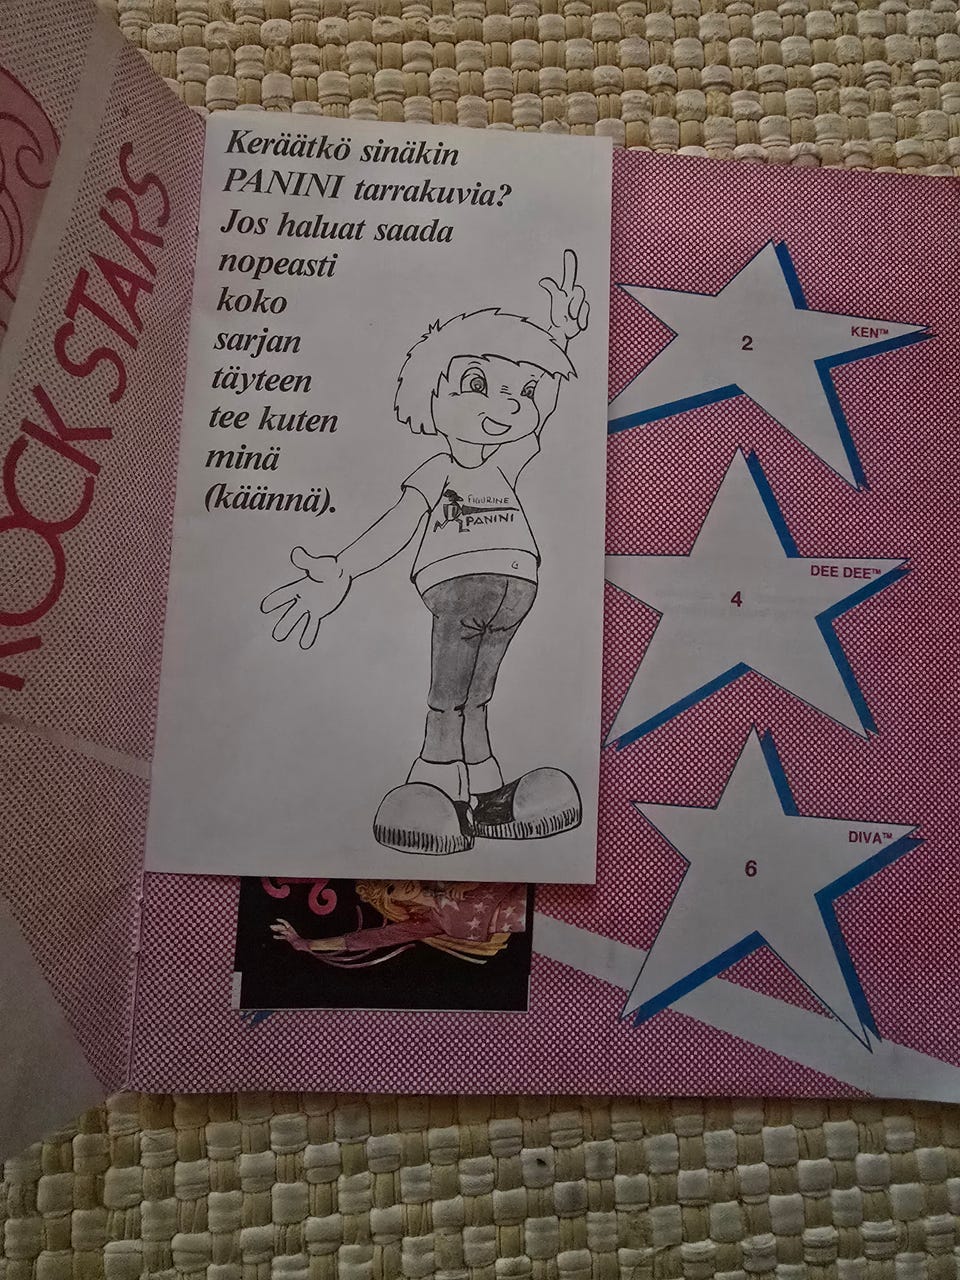 ROCK STARS
Keräätkö sinäkin
PANINI tarrakuvia?
Jos haluat saada
nopeasti
koko
sarjan
täyteen
tee kuten
minä
(käännä).
FIGURINE
PANINI
2
KEN™
4
DEE DEE™
6
DIVA™